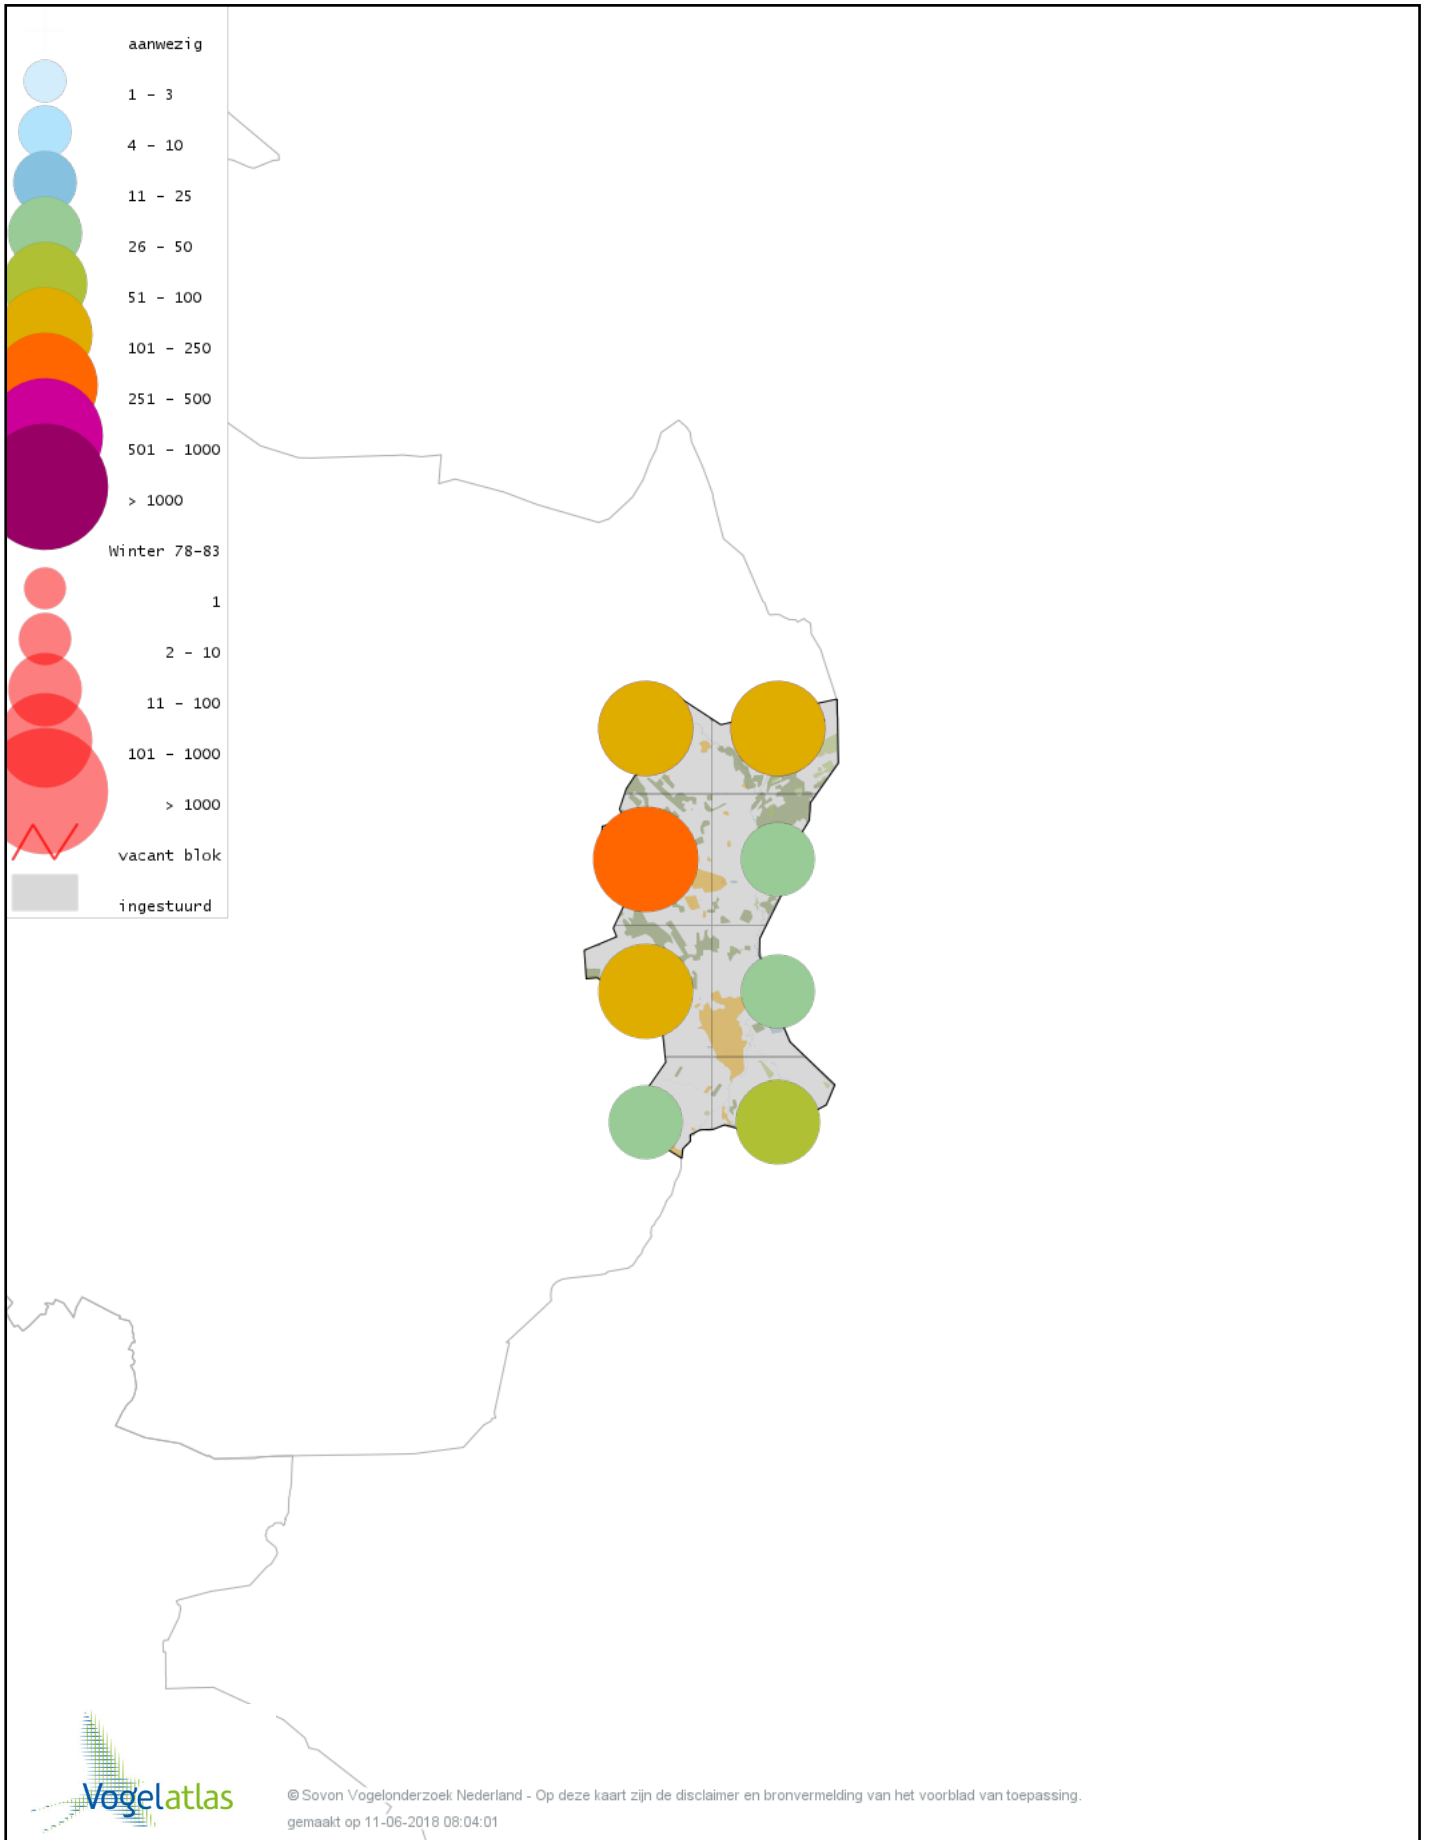 aanwezig
1 - 3
4 - 10
11 - 25
26 - 50
51 - 100
101 - 250
251 - 500
501 - 1000
> 1000
Winter 78-83
1
2 - 10
11 - 100
101 - 1000
> 1000
vacant blok
ingestuurd
Vogelatlas
© Sovon Vogelonderzoek Nederland - Op deze kaart zijn de disclaimer en bronvermelding van het voorblad van toepassing.
gemaakt op 11-06-2018 08:04:01